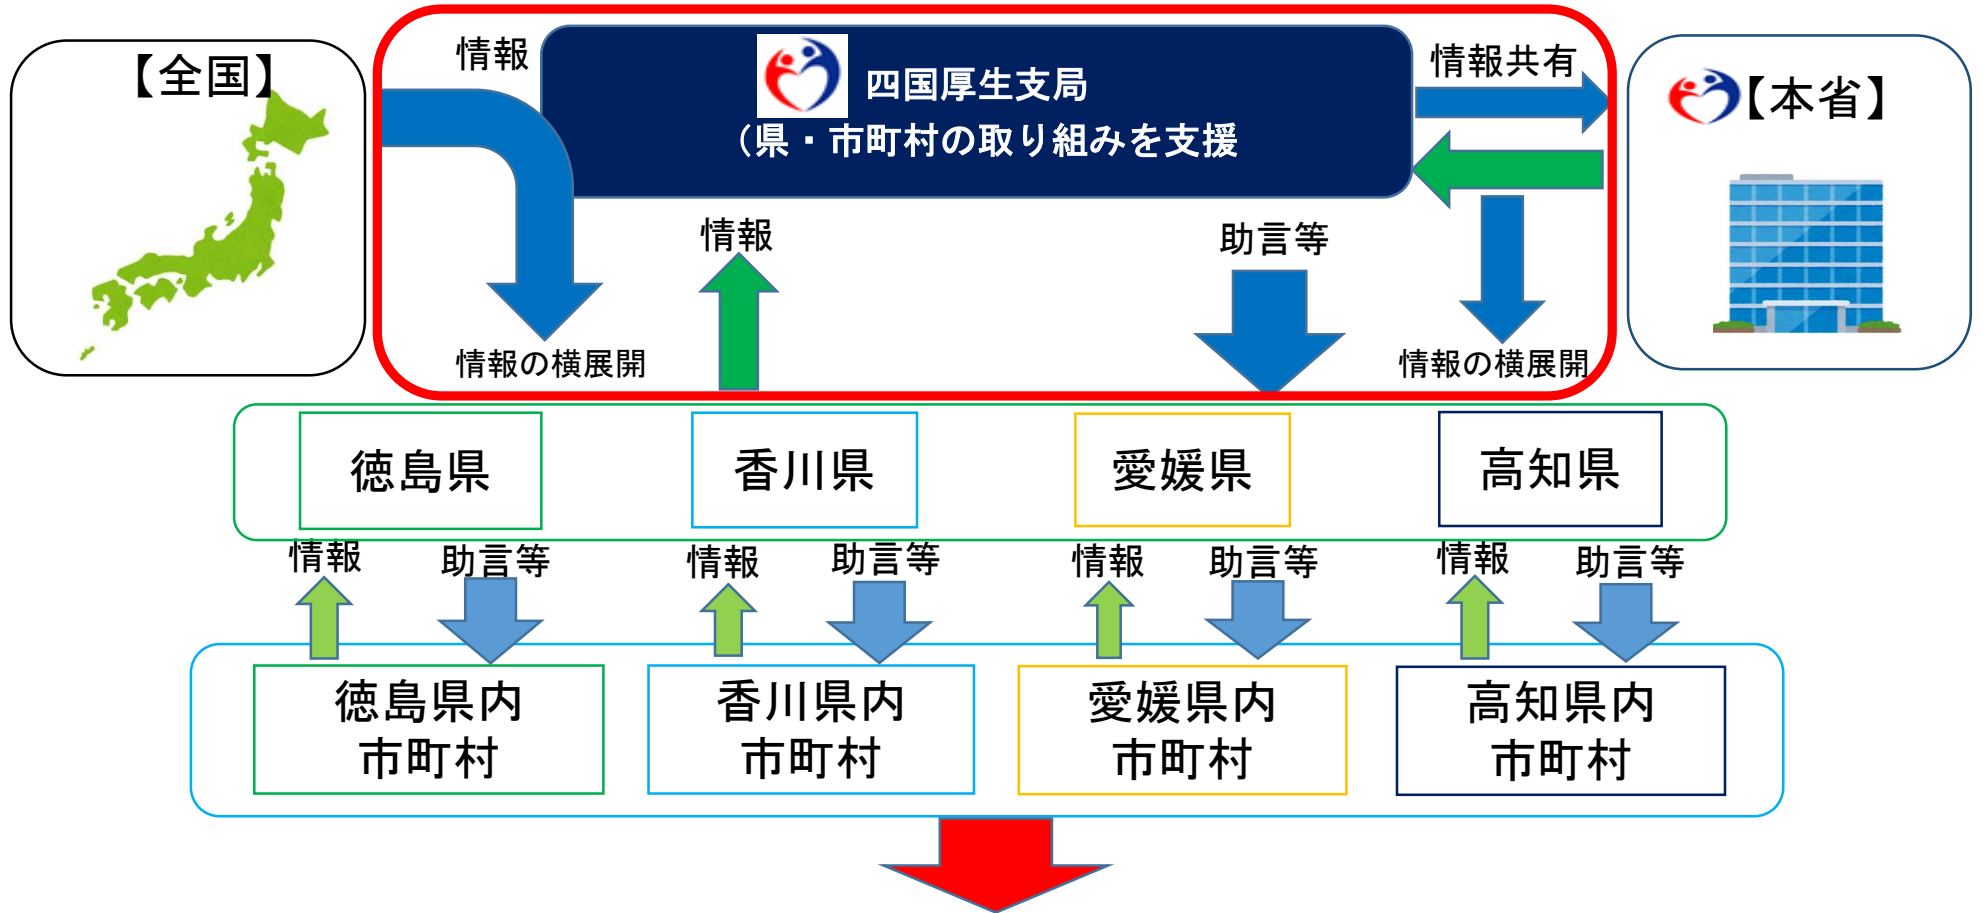 【全国】
情報
四国厚生支局
（県・市町村の取り組みを支援
情報共有
【本省】
情報
助言等
情報の横展開
情報の横展開
徳島県
香川県
愛媛県
高知県
情報
助言等
情報
助言等
情報
助言等
情報
助言等
徳島県内
市町村
香川県内
市町村
愛媛県内
市町村
高知県内
市町村